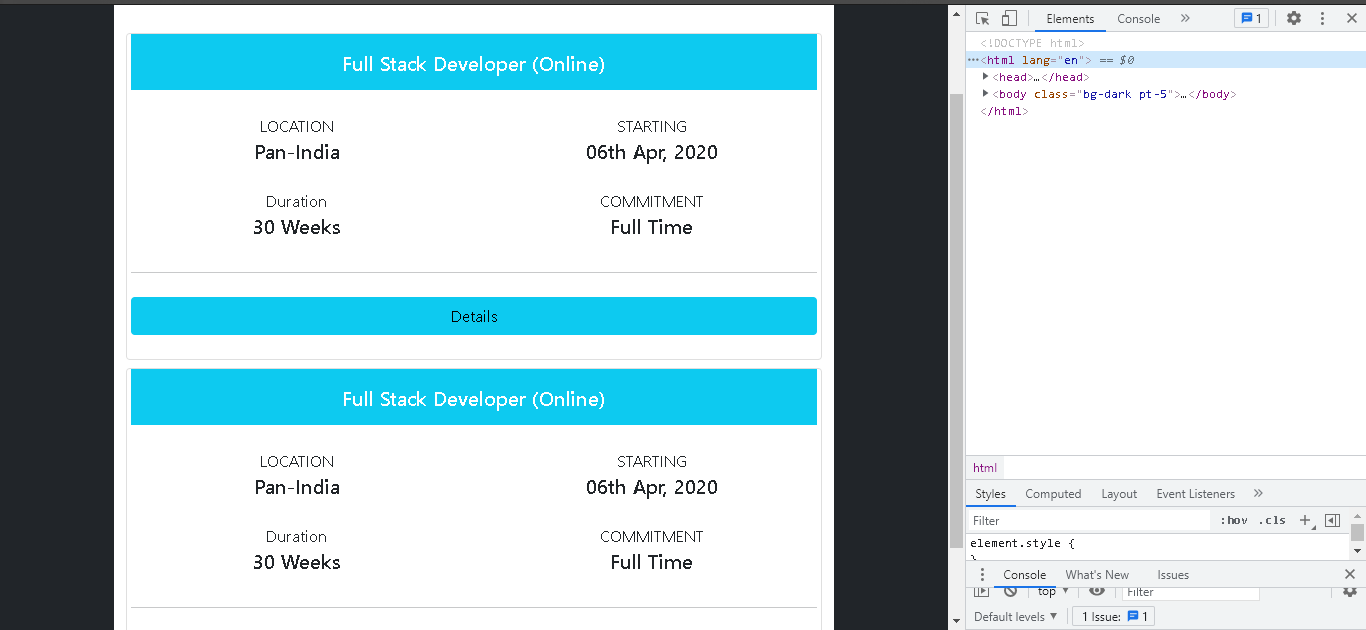 Full Stack Developer (Online)
LOCATION
Pan-India
STARTING
06th Apr, 2020
Duration
30 Weeks
COMMITMENT
Full Time
Details
Full Stack Developer (Online)
LOCATION
Pan-India
STARTING
06th Apr, 2020
Duration
30 Weeks
COMMITMENT
Full Time
Elements Console 1
<!DOCTYPE html>
<html lang="en"> == $0
<head>…</head>
<body class="bg-dark pt-5">…</body>
</html>
html
Styles Computed Layout Event Listeners
Filter :hov .cls
element.style {
}
Console What's New Issues
top Filter
Default levels 1 Issue: 1